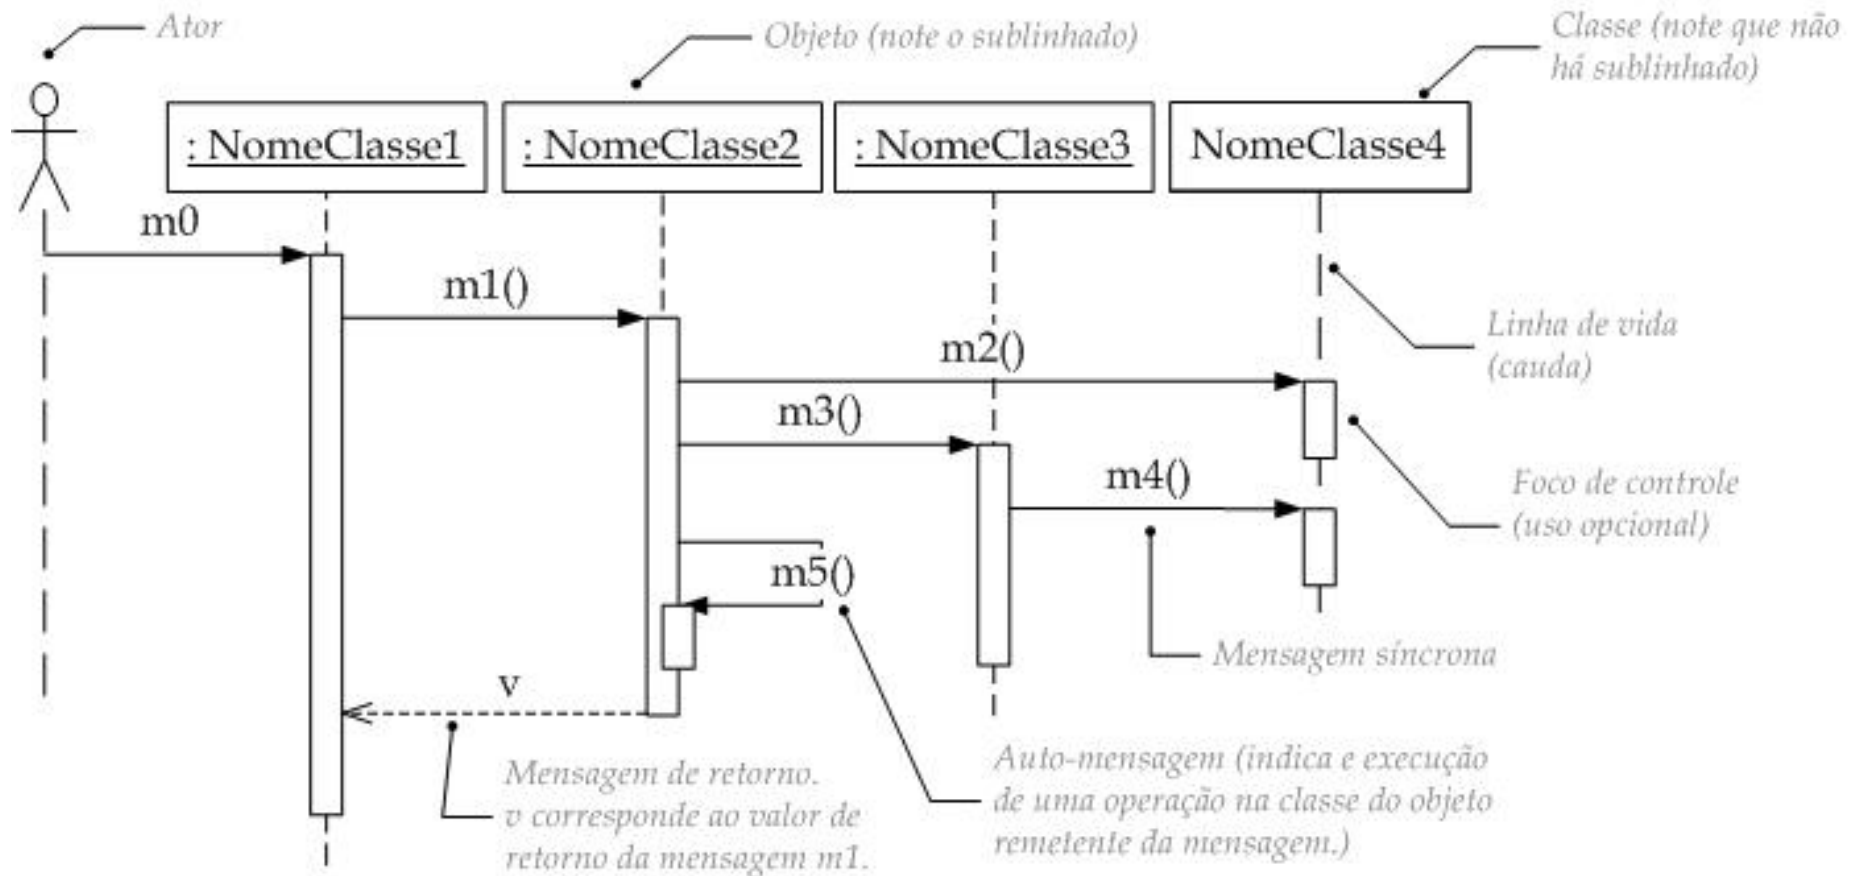 Ator
Objeto (note o sublinhado)
Classe (note que não
há sublinhado)
: NomeClasse1
: NomeClasse2
: NomeClasse3
NomeClasse4
m0
m1()
Linha de vida
(cauda)
m2()
m3()
m4()
Foco de controle
(uso opcional)
m5()
Mensagem síncrona
v
Mensagem de retorno.
v corresponde ao valor de
retorno da mensagem m1.
Auto-mensagem (indica e execução
de uma operação na classe do objeto
remetente da mensagem.)